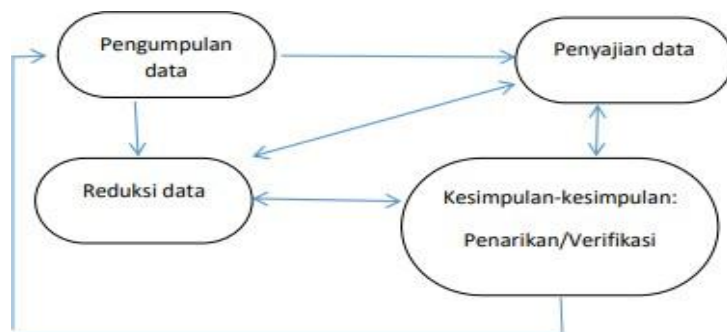 Pengumpulan
data
Penyajian data
Reduksi data
Kesimpulan-kesimpulan:
Penarikan/Verifikasi